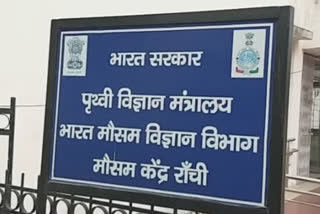 भारत सरकार
पृथ्वी विज्ञान मंत्रालय
भारत मौसम विज्ञान विभाग
मौसम केंद्र राँची